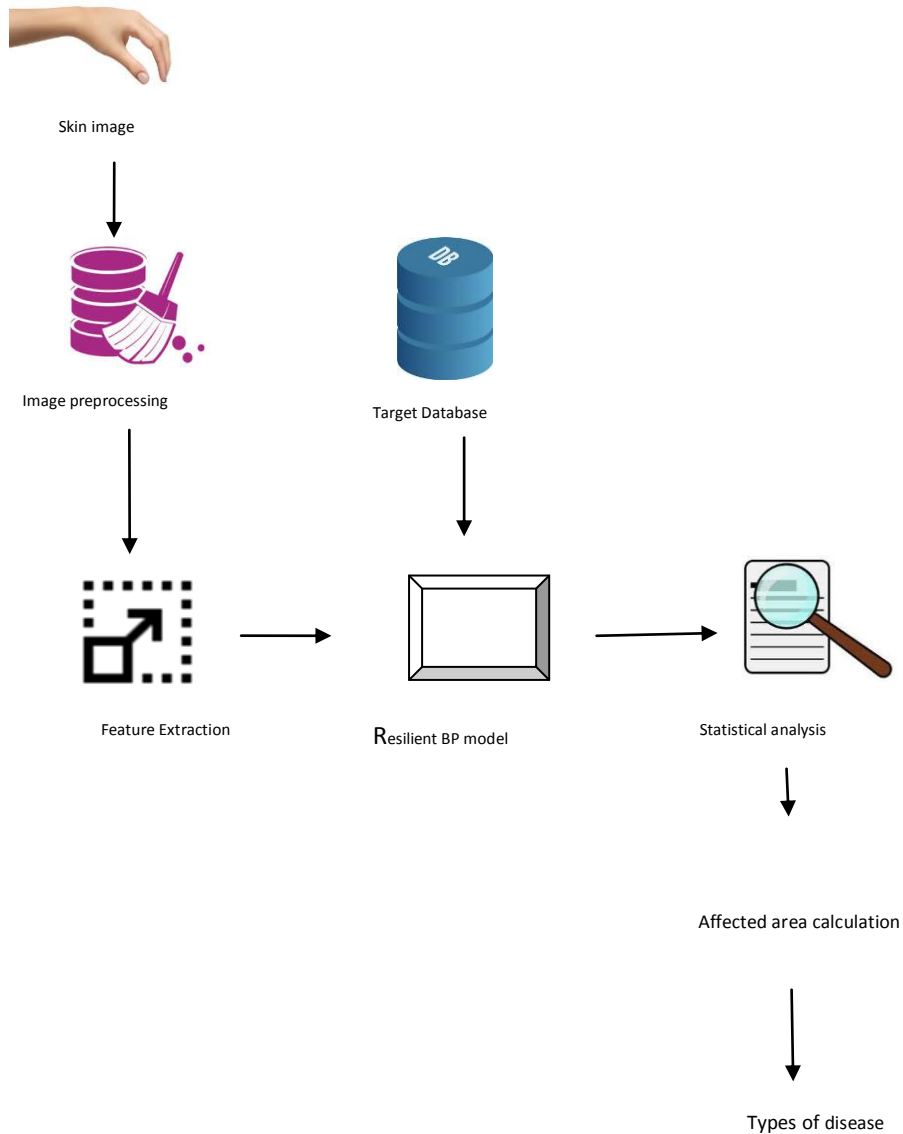 Skin image
DB
Image preprocessing
Target Database
Feature Extraction
Resilient BP model
Statistical analysis
Affected area calculation
Types of disease